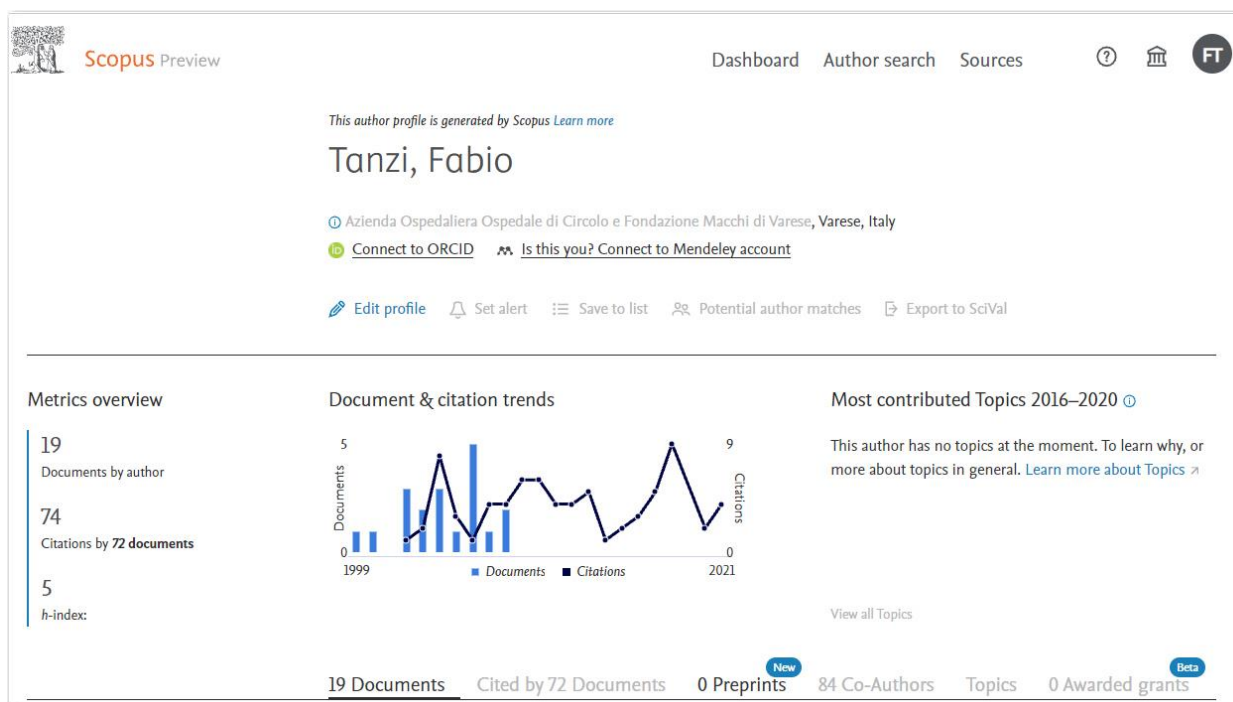 Scopus Preview
Dashboard Author search Sources
FT
This author profile is generated by Scopus Learn more
Tanzi, Fabio
Azienda Ospedaliera Ospedale di Circolo e Fondazione Macchi di Varese, Varese, Italy
iD Connect to ORCID Is this you? Connect to Mendeley account
Edit profile Set alert Save to list Potential author matches Export to SciVal
Metrics overview
19
Documents by author
74
Citations by 72 documents
5
h-index:
Document & citation trends
5
Documents
0
9
Citations
0
1999
2021
Documents Citations
Most contributed Topics 2016–2020
This author has no topics at the moment. To learn why, or
more about topics in general. Learn more about Topics
View all Topics
New
Beta
19 Documents Cited by 72 Documents 0 Preprints 84 Co-Authors Topics 0 Awarded grants